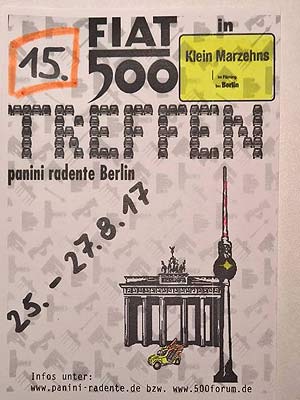 15. FIAT 500 in
Klein Marzehns
im Fläming
bei Berlin
TREFFEN
panini radente Berlin
25. - 27.8.17
Infos unter:
www.panini-radente.de bzw. www.500forum.de